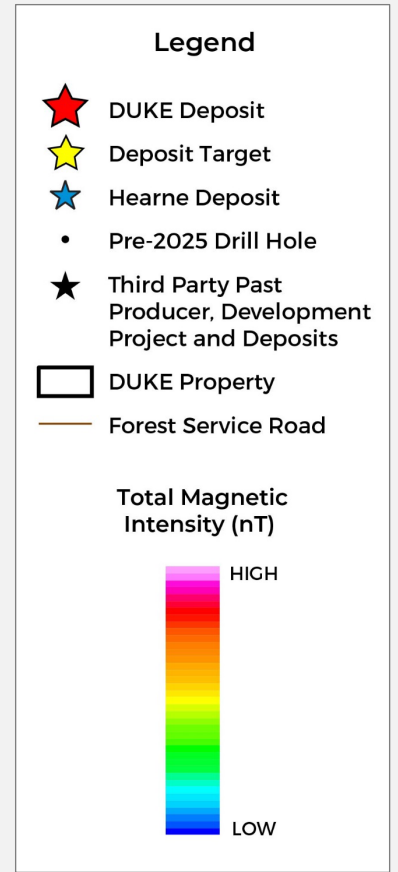 Legend
DUKE Deposit
Deposit Target
Hearne Deposit
Pre-2025 Drill Hole
Third Party Past
Producer, Development
Project and Deposits
DUKE Property
Forest Service Road
Total Magnetic
Intensity (nT)
HIGH
LOW